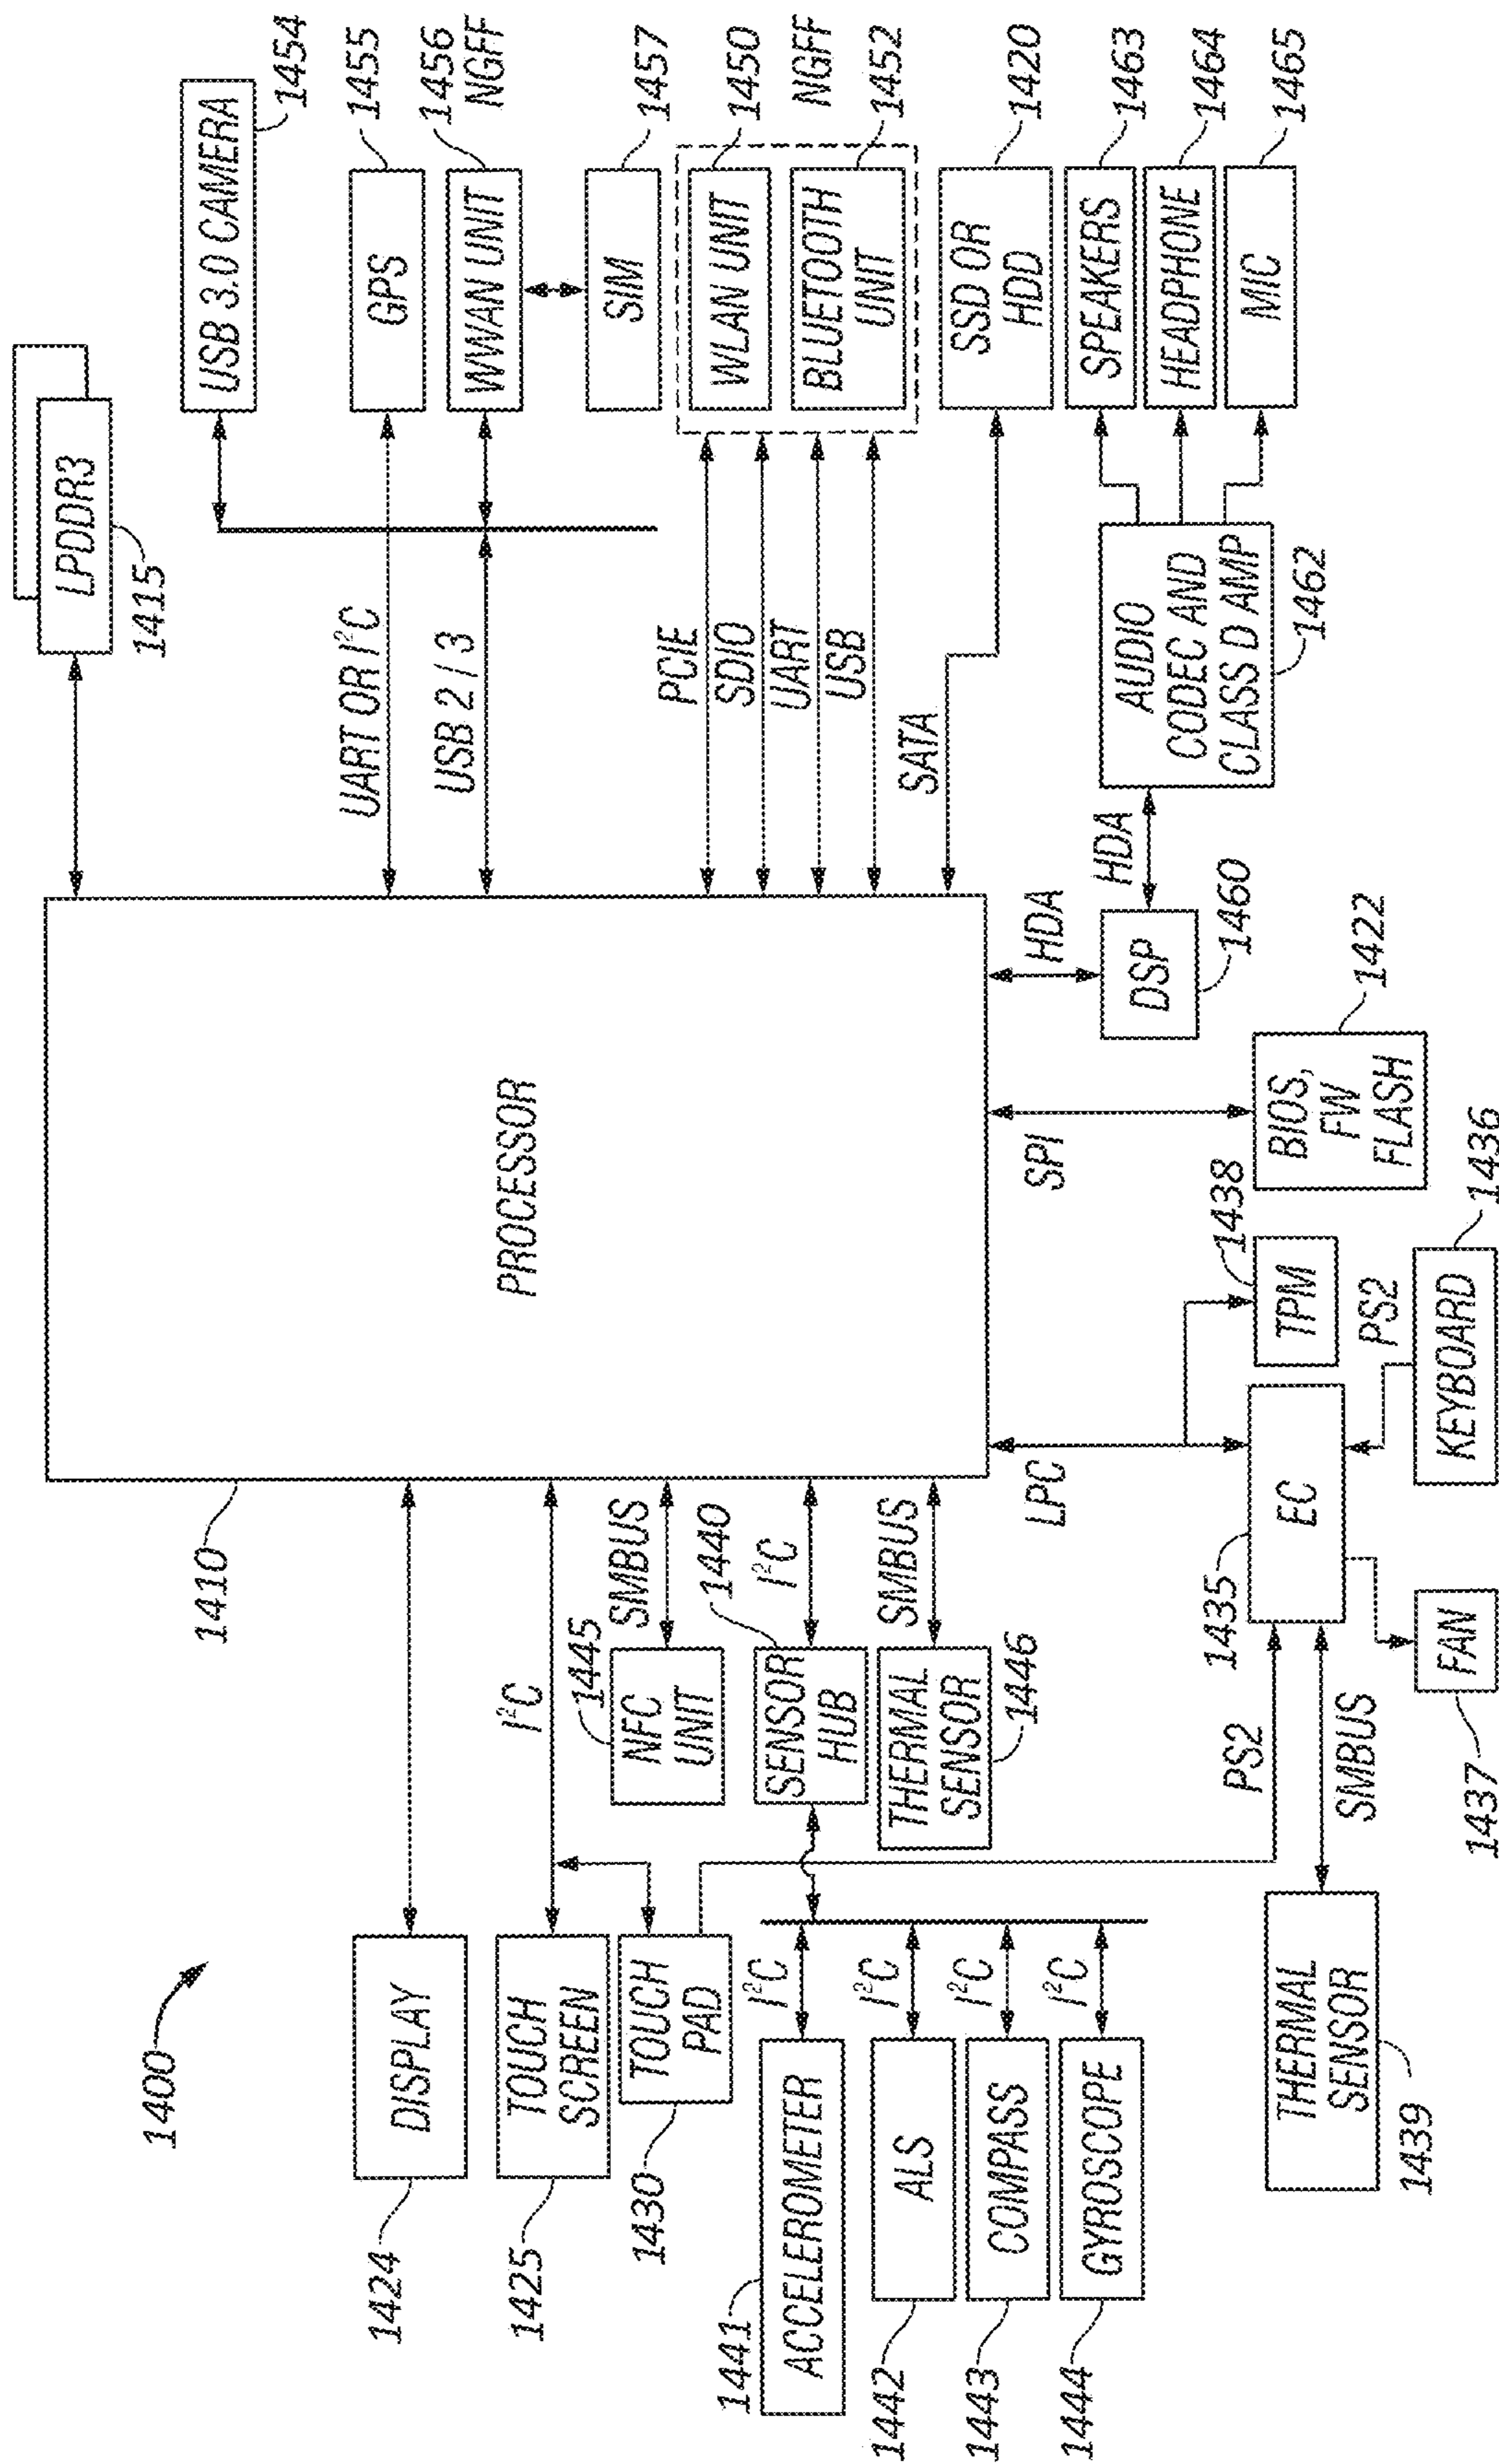 1400
LPDDR3
1415
USB 3.0 CAMERA
1454
1410
PROCESSOR
DISPLAY
1424
UART OR I²C
GPS
1455
I²C
TOUCH
SCREEN
1425
USB 2 / 3
WWAN UNIT
1456
NGFF
SIM
1457
TOUCH
PAD
1430
1445
NFC
UNIT
SMBUS
PCIE
SDIO
UART
USB
WLAN UNIT
1450
NGFF
BLUETOOTH
UNIT
1452
1440
SENSOR
HUB
I²C
1441
ACCELEROMETER
I²C
THERMAL
SENSOR
1446
SMBUS
SATA
SSD OR
HDD
1420
1442
ALS
I²C
1443
COMPASS
I²C
1444
GYROSCOPE
I²C
LPC
SPI
HDA
DSP
1460
HDA
AUDIO
CODEC AND
CLASS D AMP
1462
SPEAKERS
1463
HEADPHONE
1464
MIC
1465
PS2
1435
EC
1438
TPM
BIOS,
FW
FLASH
1422
THERMAL
SENSOR
1439
SMBUS
PS2
FAN
1437
KEYBOARD
1436